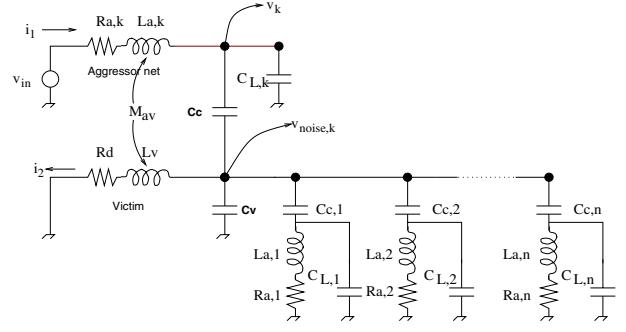 i1 Ra,k La,k vk
vin Aggressor net CL,k
Mav Cc vnoise,k
i2 Rd Lv
Victim Cv Cc,1 Cc,2 Cc,n
La,1 CL,1 La,2 CL,2 La,n CL,n
Ra,1 Ra,2 Ra,n